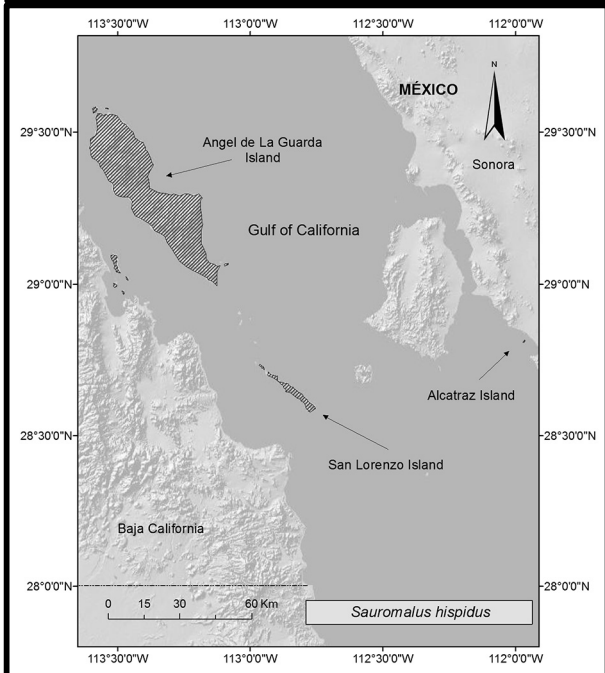 113°30'0"W 113°0'0"W 112°30'0"W 112°0'0"W
N
MÉXICO
29°30'0"N 29°30'0"N
Angel de La Guarda
Island
Sonora
Gulf of California
29°0'0"N 29°0'0"N
Alcatraz Island
28°30'0"N 28°30'0"N
San Lorenzo Island
Baja California
28°0'0"N 28°0'0"N
0 15 30 60 Km
Sauromalus hispidus
113°30'0"W 113°0'0"W 112°30'0"W 112°0'0"W